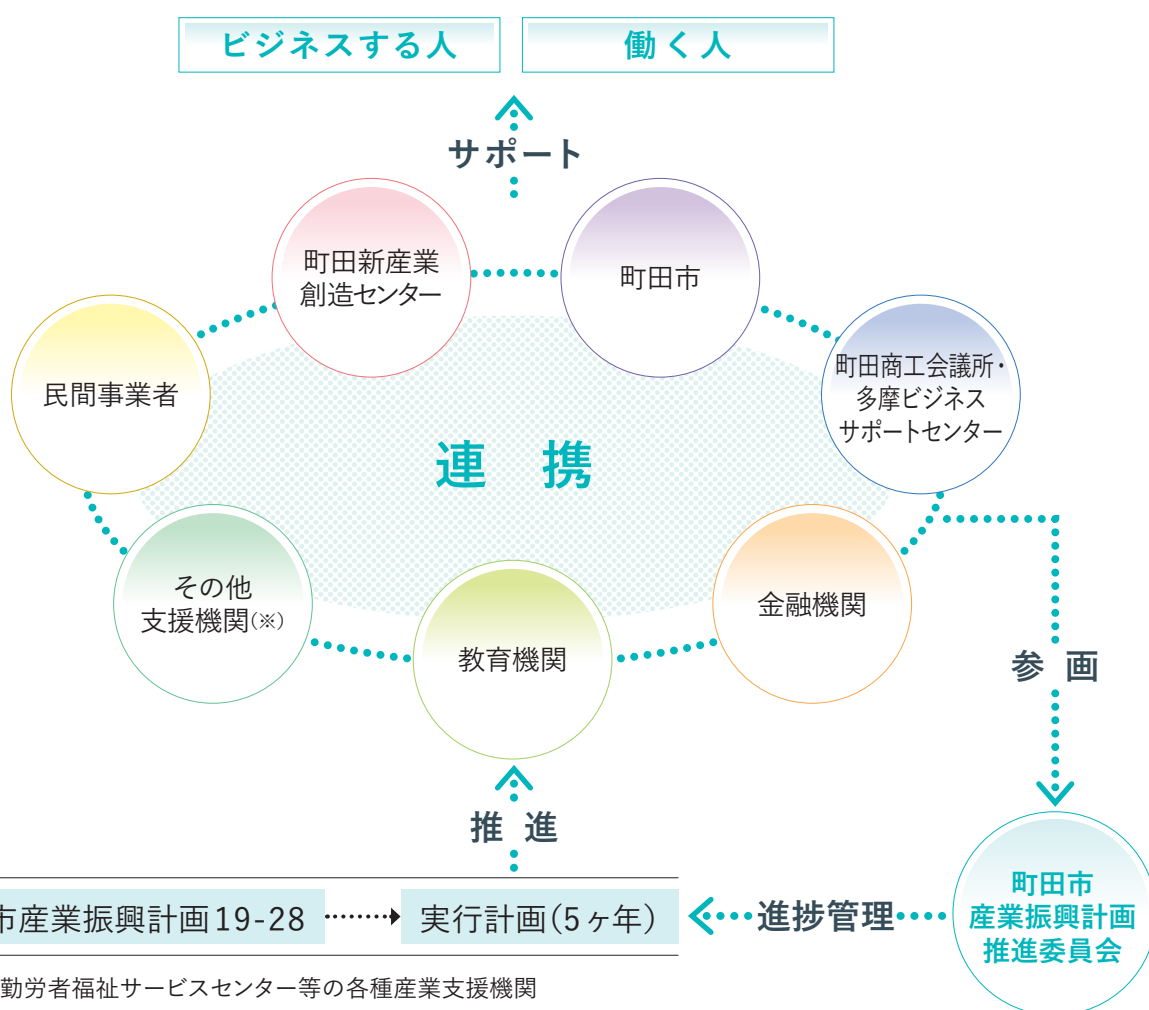 ビジネスする人
働く人
サポート
町田新産業
創造センター
町田市
民間事業者
町田商工会議所・
多摩ビジネス
サポートセンター
連 携
その他
支援機関(※)
教育機関
金融機関
参 画
推 進
市産業振興計画19-28
実行計画(5ヶ年)
進捗管理
町田市
産業振興計画
推進委員会
勤労者福祉サービスセンター等の各種産業支援機関